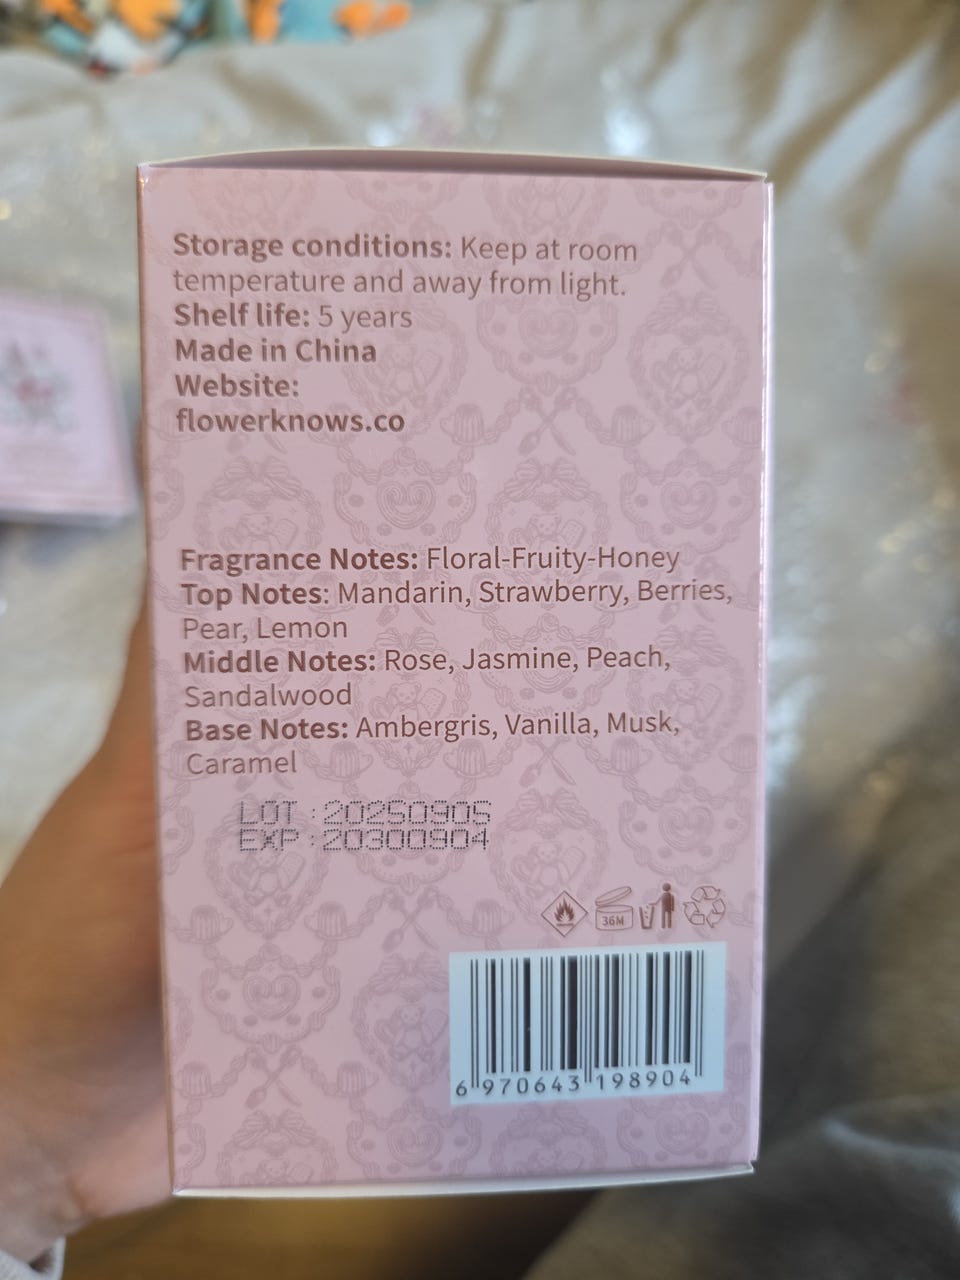 Storage conditions: Keep at room
temperature and away from light.
Shelf life: 5 years
Made in China
Website:
flowerknows.co
Fragrance Notes: Floral-Fruity-Honey
Top Notes: Mandarin, Strawberry, Berries,
Pear, Lemon
Middle Notes: Rose, Jasmine, Peach,
Sandalwood
Base Notes: Ambergris, Vanilla, Musk,
Caramel
LOT :20250905
EXP :20300904
36M
6 970643 198904